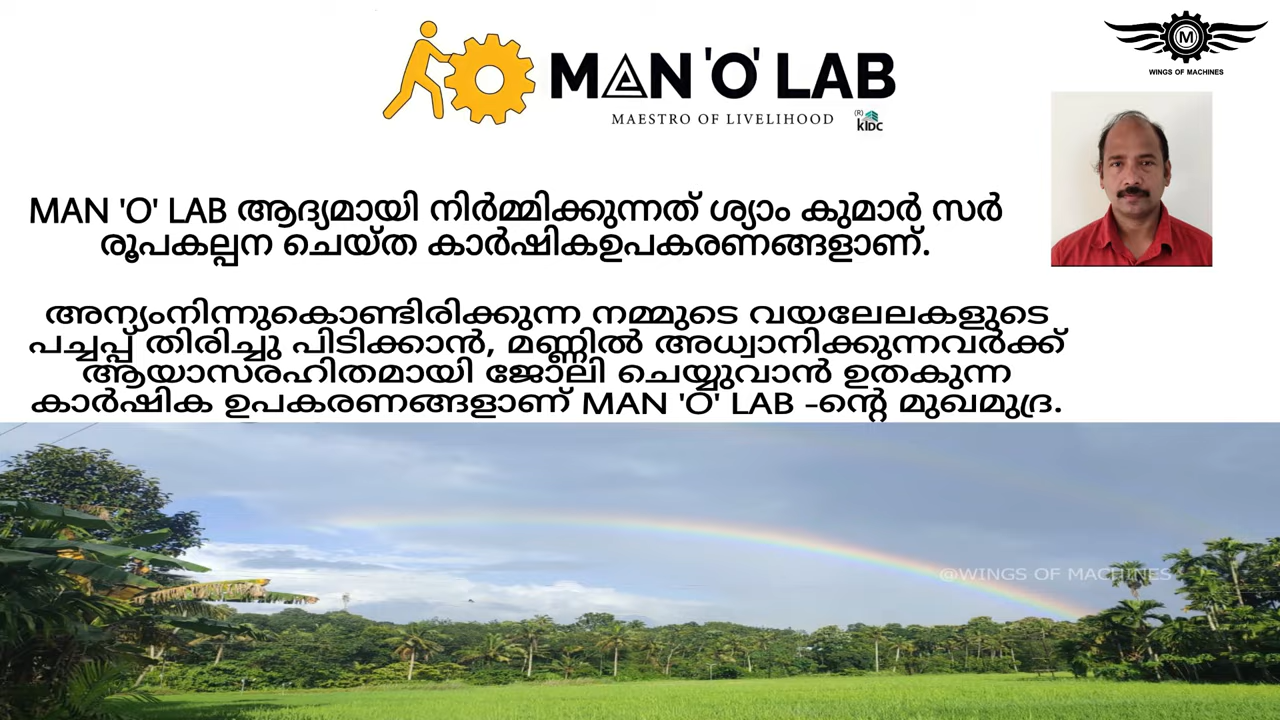 MAN 'O' LAB
MAESTRO OF LIVELIHOOD
(R)
kIDC
M
WINGS OF MACHINES
MAN 'O' LAB ആദ്യമായി നിർമ്മിക്കുന്നത് ശ്യാം കുമാർ സർ
രൂപകല്പന ചെയ്ത കാർഷികഉപകരണങ്ങളാണ്.
അന്യംനിന്നുകൊണ്ടിരിക്കുന്ന നമ്മുടെ വയലേലകളുടെ
പച്ചപ്പ് തിരിച്ചു പിടിക്കാൻ, മണ്ണിൽ അധ്വാനിക്കുന്നവർക്ക്
ആയാസരഹിതമായി ജോലി ചെയ്യുവാൻ ഉതകുന്ന
കാർഷിക ഉപകരണങ്ങളാണ് MAN 'O' LAB -ന്റെ മുഖമുദ്ര.
@WINGS OF MACHINES